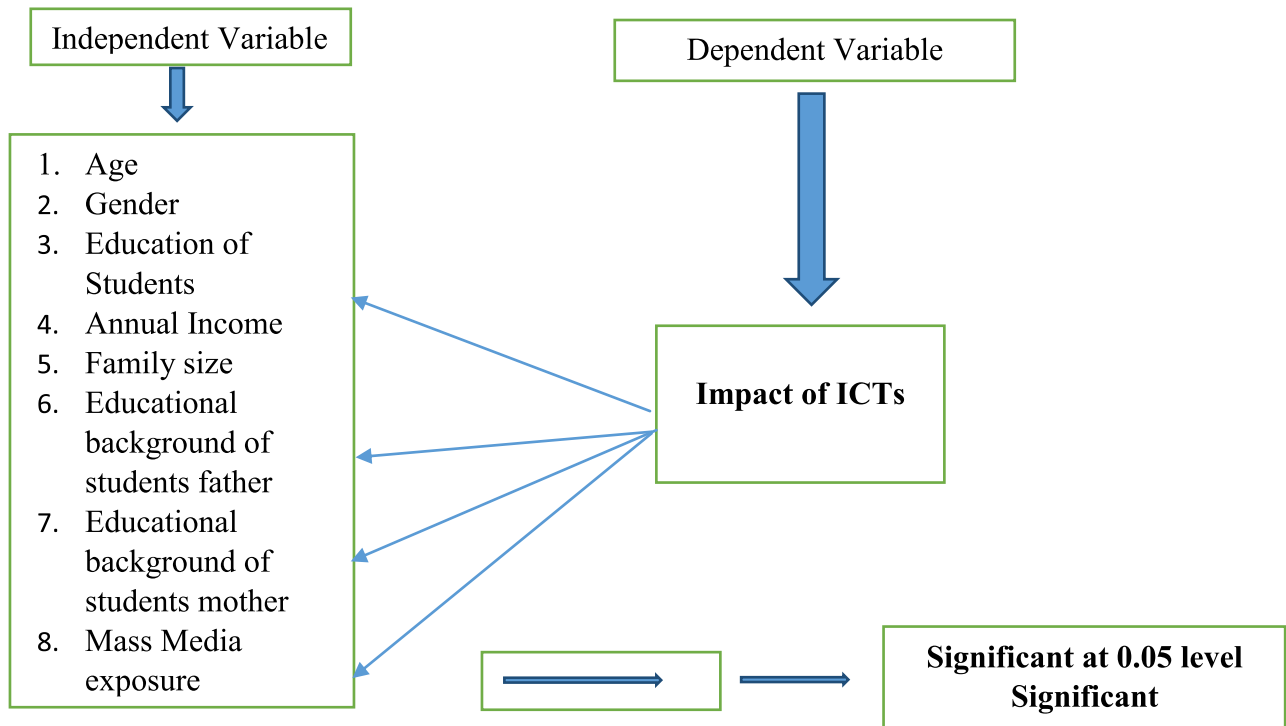 Independent Variable
Dependent Variable
1. Age
2. Gender
3. Education of
Students
4. Annual Income
5. Family size
6. Educational
background of
students father
7. Educational
background of
students mother
8. Mass Media
exposure
Impact of ICTs
Significant at 0.05 level
Significant